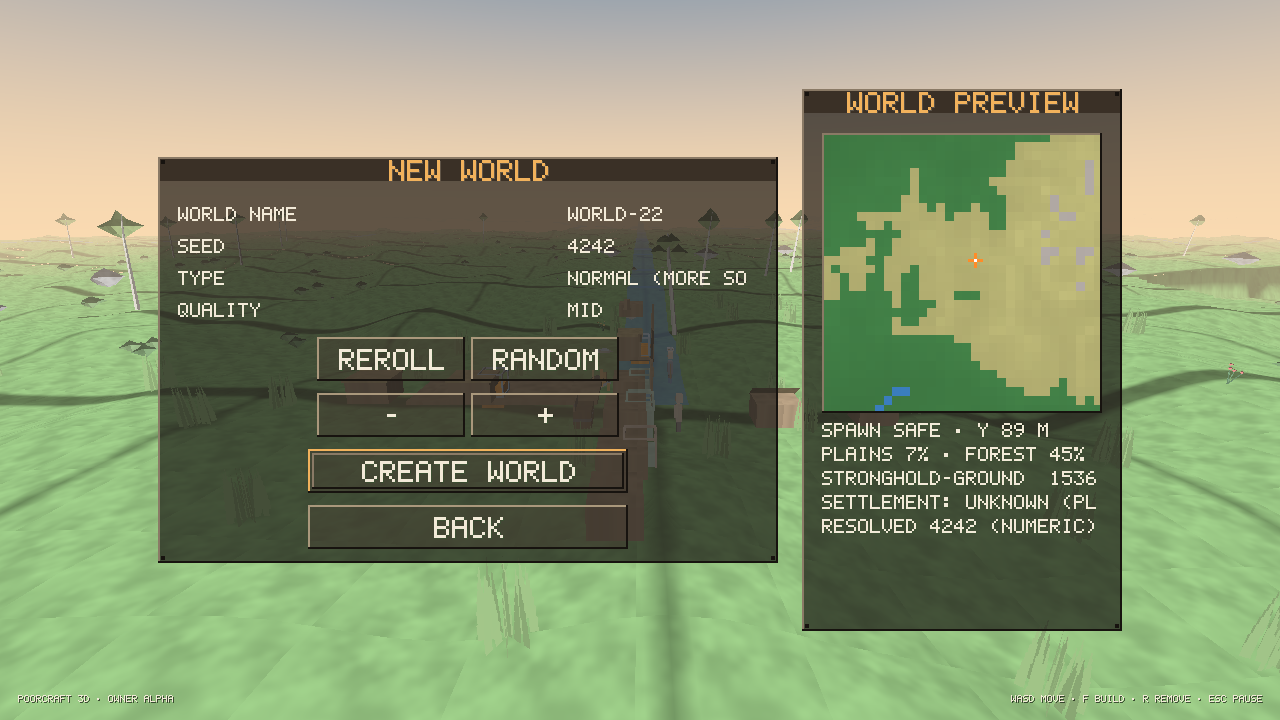 NEW WORLD
WORLD NAME WORLD-22
SEED 4242
TYPE NORMAL (MORE SO
QUALITY MID
REROLL RANDOM
- +
CREATE WORLD
BACK
WORLD PREVIEW
SPAWN SAFE · Y 89 M
PLAINS 7% · FOREST 45%
STRONGHOLD-GROUND 1536
SETTLEMENT: UNKNOWN (PL
RESOLVED 4242 (NUMERIC)
POORCRAFT 3D · OWNER ALPHA
WASD MOVE · F BUILD · R REMOVE · ESC PAUSE